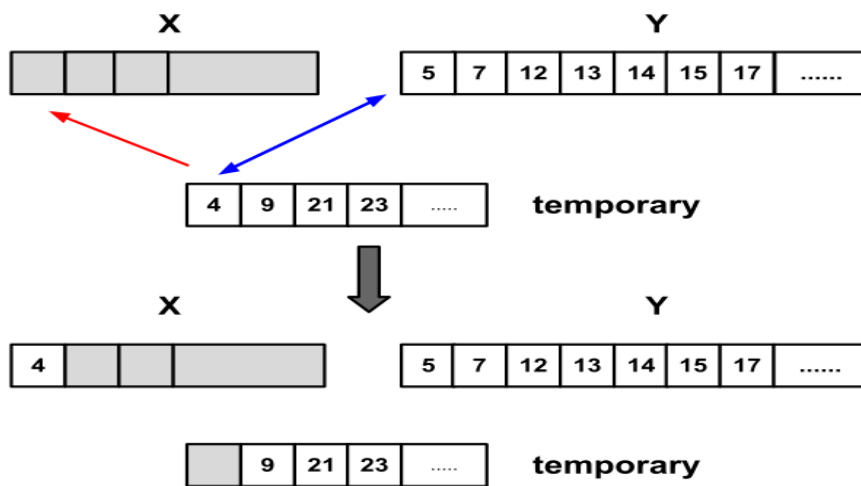 X Y
5 7 12 13 14 15 17 ......
4 9 21 23 ..... temporary
X Y
4 5 7 12 13 14 15 17 ......
9 21 23 ..... temporary